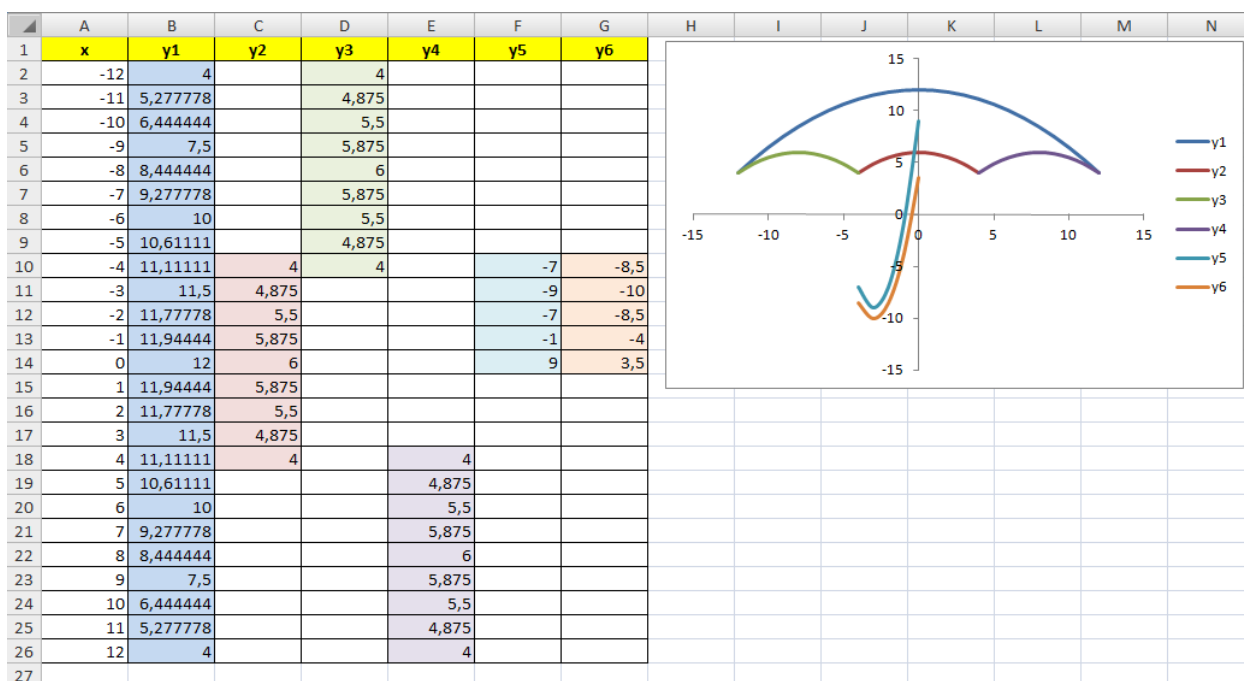 A B C D E F G H I J K L M N
1 x y1 y2 y3 y4 y5 y6
2 -12 4 4
3 -11 5,277778 4,875
4 -10 6,444444 5,5
5 -9 7,5 5,875
6 -8 8,444444 6
7 -7 9,277778 5,875
8 -6 10 5,5
9 -5 10,61111 4,875
10 -4 11,11111 4 4 -7 -8,5
11 -3 11,5 4,875 -9 -10
12 -2 11,77778 5,5 -7 -8,5
13 -1 11,94444 5,875 -1 -4
14 0 12 6 9 3,5
15 1 11,94444 5,875
16 2 11,77778 5,5
17 3 11,5 4,875
18 4 11,11111 4 4
19 5 10,61111 4,875
20 6 10 5,5
21 7 9,277778 5,875
22 8 8,444444 6
23 9 7,5 5,875
24 10 6,444444 5,5
25 11 5,277778 4,875
26 12 4 4
27
15
10
5
0
-5
-10
-15
-15 -10 -5 0 5 10 15
y1
y2
y3
y4
y5
y6